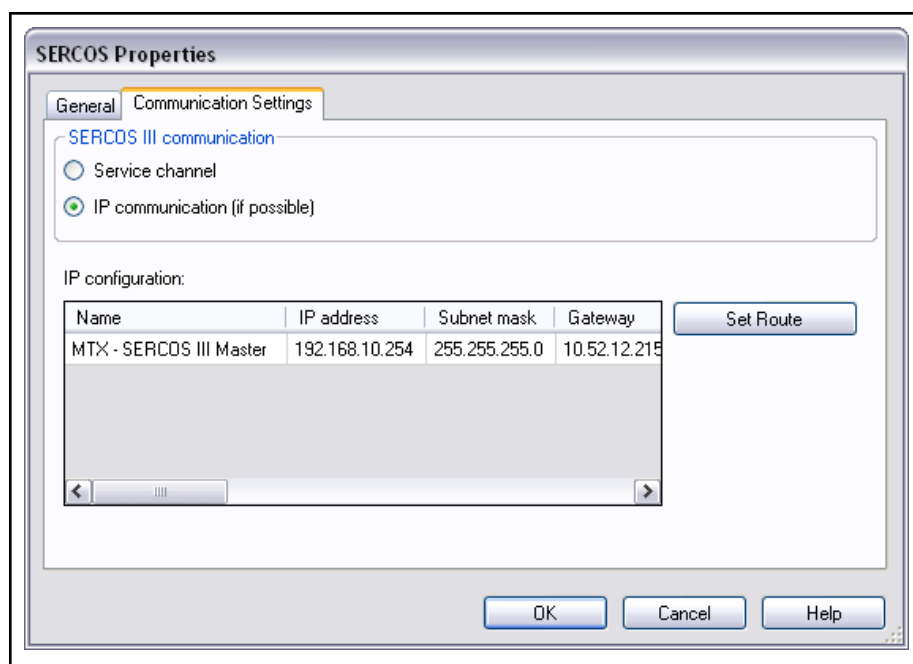 SERCOS Properties
General Communication Settings
SERCOS III communication
Service channel
IP communication (if possible)
IP configuration:
Name IP address Subnet mask Gateway
MTX - SERCOS III Master 192.168.10.254 255.255.255.0 10.52.12.215
Set Route
OK Cancel Help